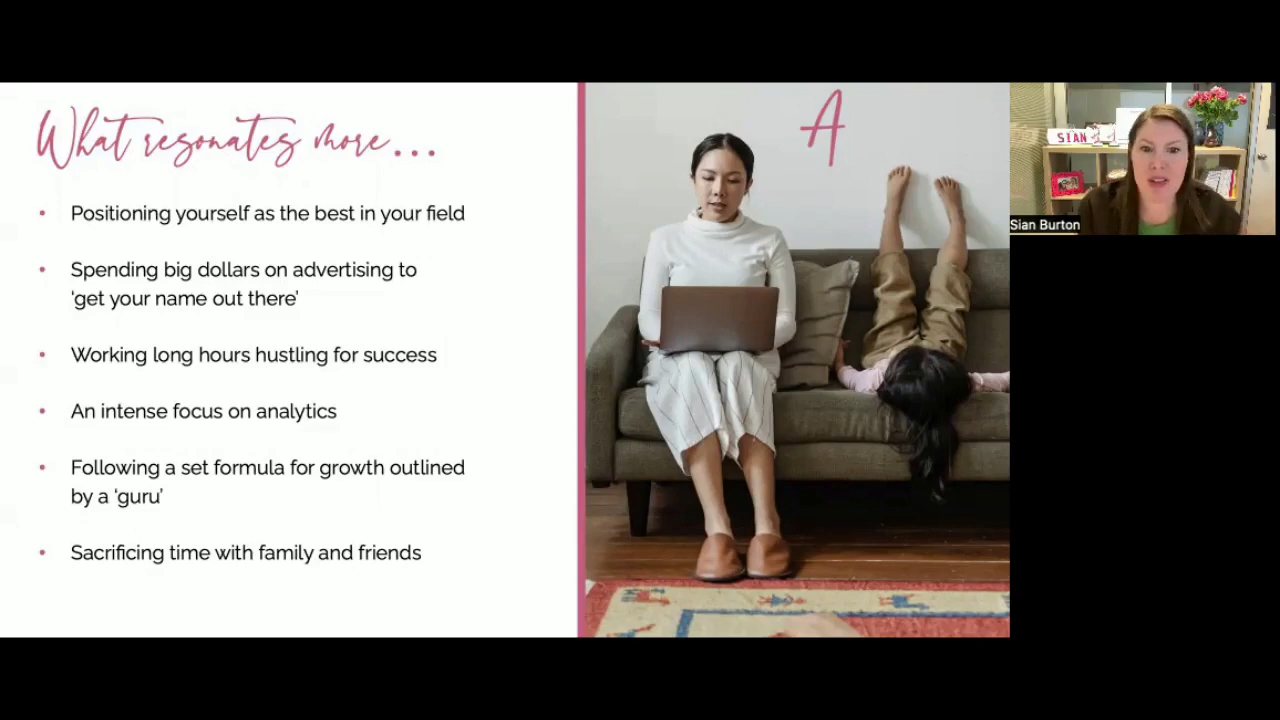 What resonates more...
A
• Positioning yourself as the best in your field
• Spending big dollars on advertising to
‘get your name out there’
• Working long hours hustling for success
• An intense focus on analytics
• Following a set formula for growth outlined
by a ‘guru’
• Sacrificing time with family and friends
SIAN
Sian Burton